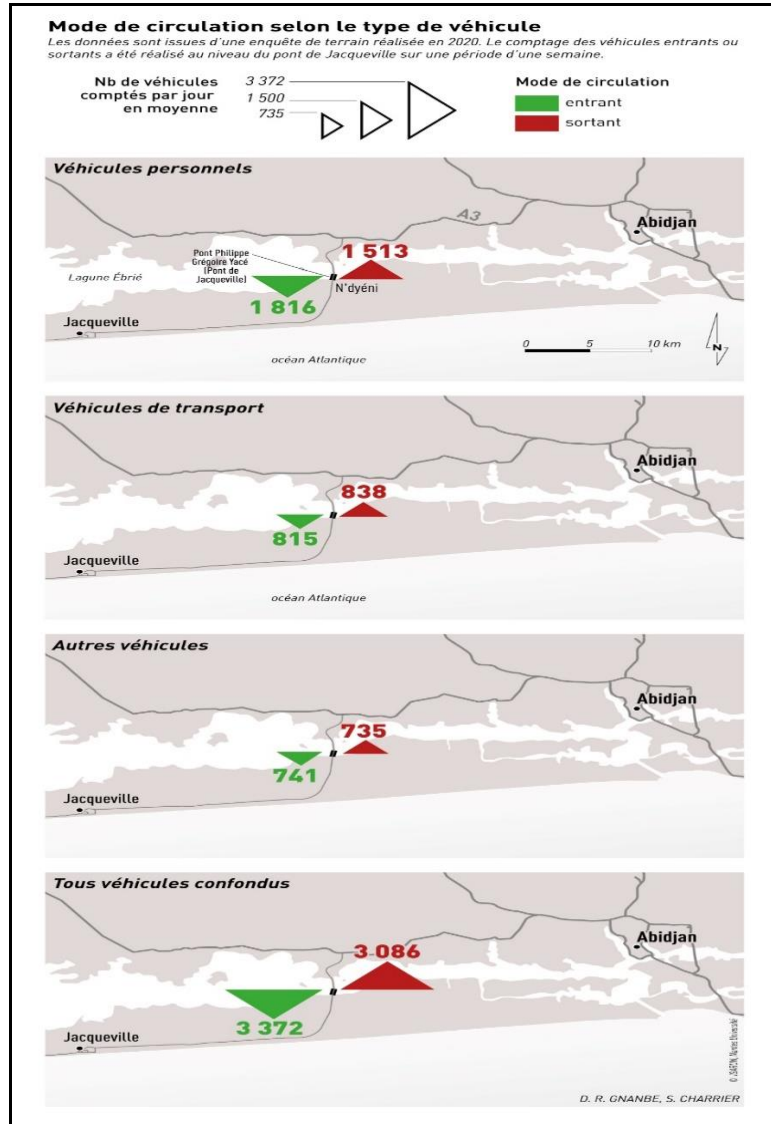 Mode de circulation selon le type de véhicule
Les données sont issues d'une enquête de terrain réalisée en 2020. Le comptage des véhicules entrants ou
sortants a été réalisé au niveau du pont de Jacqueville sur une période d'une semaine.
Nb de véhicules
comptés par jour
en moyenne
3 372
1 500
735
Mode de circulation
entrant
sortant
Véhicules personnels
A3
Abidjan
1 513
Pont Philippe
Grégoire Yacé
(Pont de
Jacqueville)
Lagune Ébrié
N'dyéni
1 816
Jacqueville
0 5 10 km
N
océan Atlantique
Véhicules de transport
Abidjan
838
815
Jacqueville
océan Atlantique
Autres véhicules
Abidjan
735
741
Jacqueville
Tous véhicules confondus
Abidjan
3 086
3 372
Jacqueville
D. R. GNANBE, S. CHARRIER